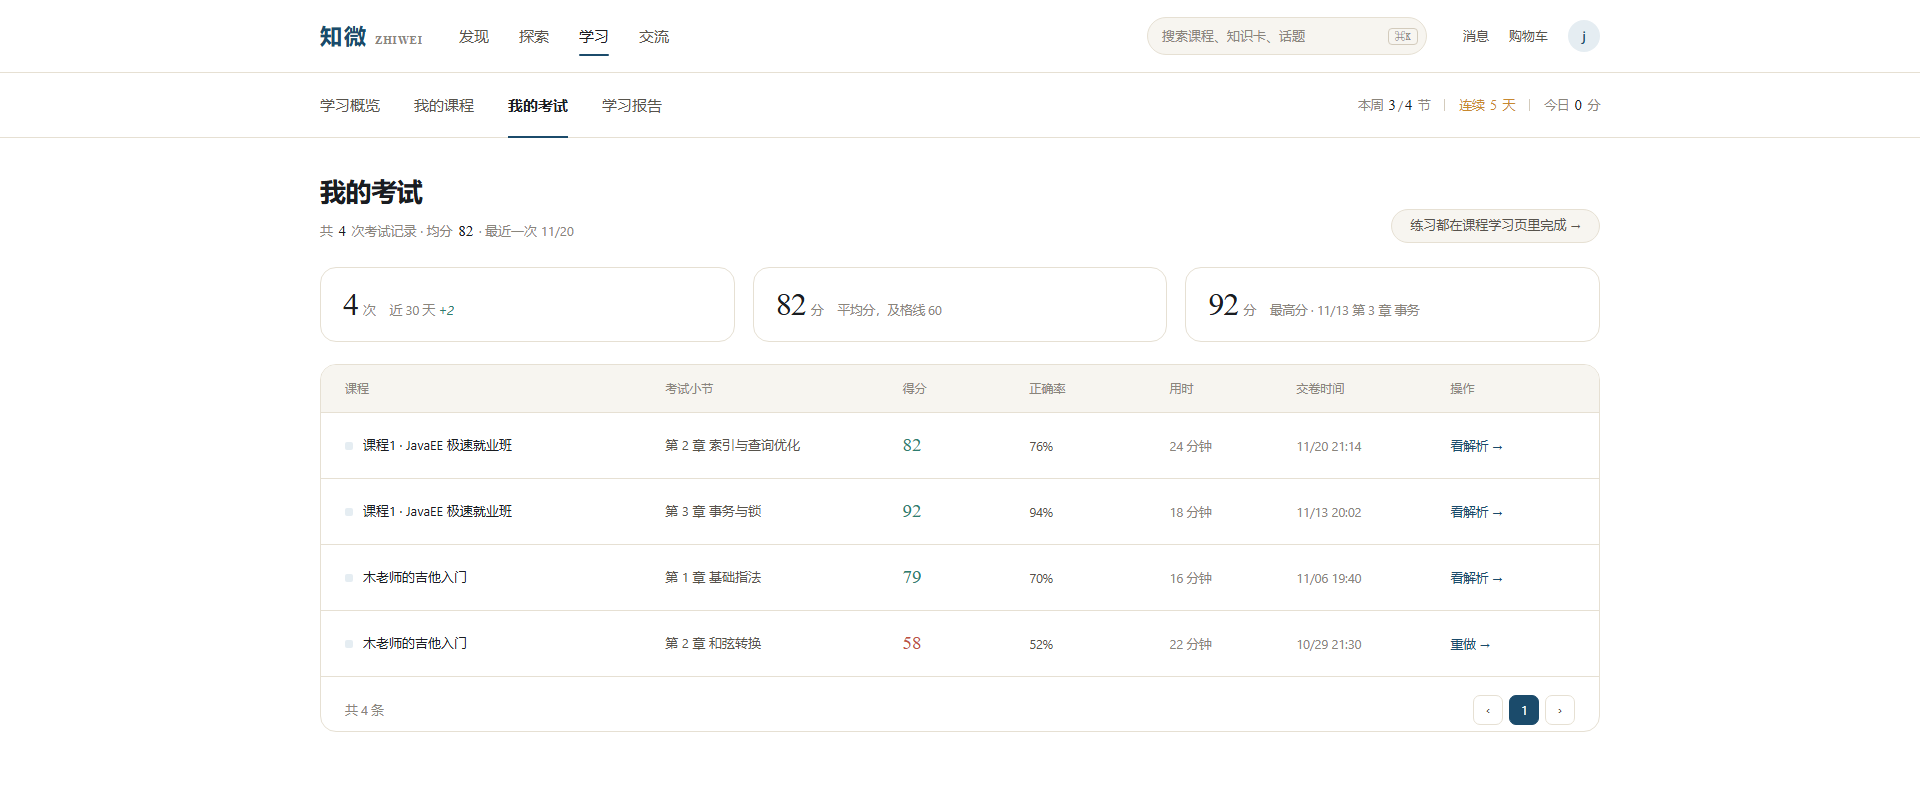 知微 ZHIWEI 发现 探索 学习 交流 搜索课程、知识卡、话题 ⌘K 消息 购物车 j
学习概览 我的课程 我的考试 学习报告 本周 3/4 节 连续 5 天 今日 0 分
我的考试
共 4 次考试记录 · 均分 82 · 最近一次 11/20
练习都在课程学习页里完成 →
4 次 近 30 天 +2
82 分 平均分，及格线 60
92 分 最高分 · 11/13 第 3 章 事务
课程 考试小节 得分 正确率 用时 交卷时间 操作
课程1 · JavaEE 极速就业班 第 2 章 索引与查询优化 82 76% 24 分钟 11/20 21:14 看解析 →
课程1 · JavaEE 极速就业班 第 3 章 事务与锁 92 94% 18 分钟 11/13 20:02 看解析 →
木老师的吉他入门 第 1 章 基础指法 79 70% 16 分钟 11/06 19:40 看解析 →
木老师的吉他入门 第 2 章 和弦转换 58 52% 22 分钟 10/29 21:30 重做 →
共 4 条 ‹ 1 ›